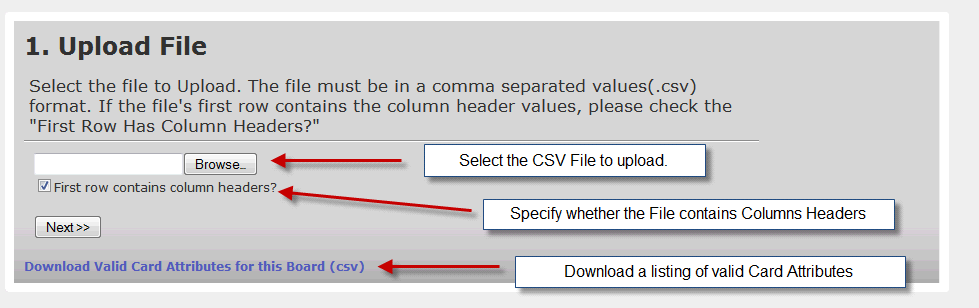 1. Upload File
Select the file to Upload. The file must be in a comma separated values(.csv)
format. If the file's first row contains the column header values, please check the
"First Row Has Column Headers?"
Browse... Select the CSV File to upload.
First row contains column headers?
Specify whether the File contains Columns Headers
Next >>
Download Valid Card Attributes for this Board (csv) Download a listing of valid Card Attributes